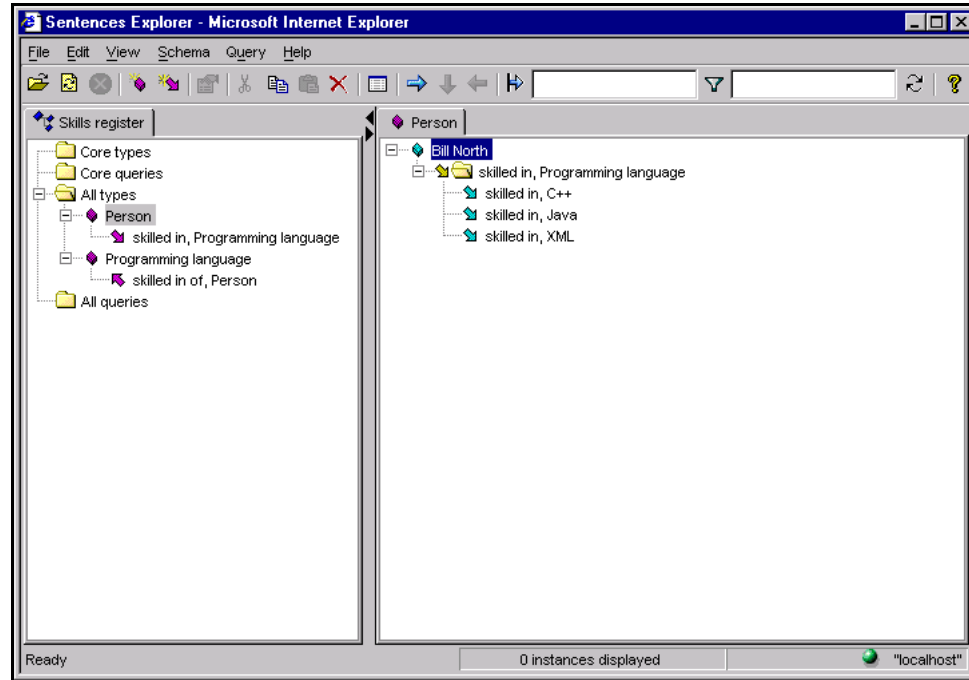 Sentences Explorer - Microsoft Internet Explorer
File Edit View Schema Query Help
Skills register
Core types
Core queries
All types
Person
skilled in, Programming language
Programming language
skilled in of, Person
All queries
Person
Bill North
skilled in, Programming language
skilled in, C++
skilled in, Java
skilled in, XML
Ready
0 instances displayed
"localhost"